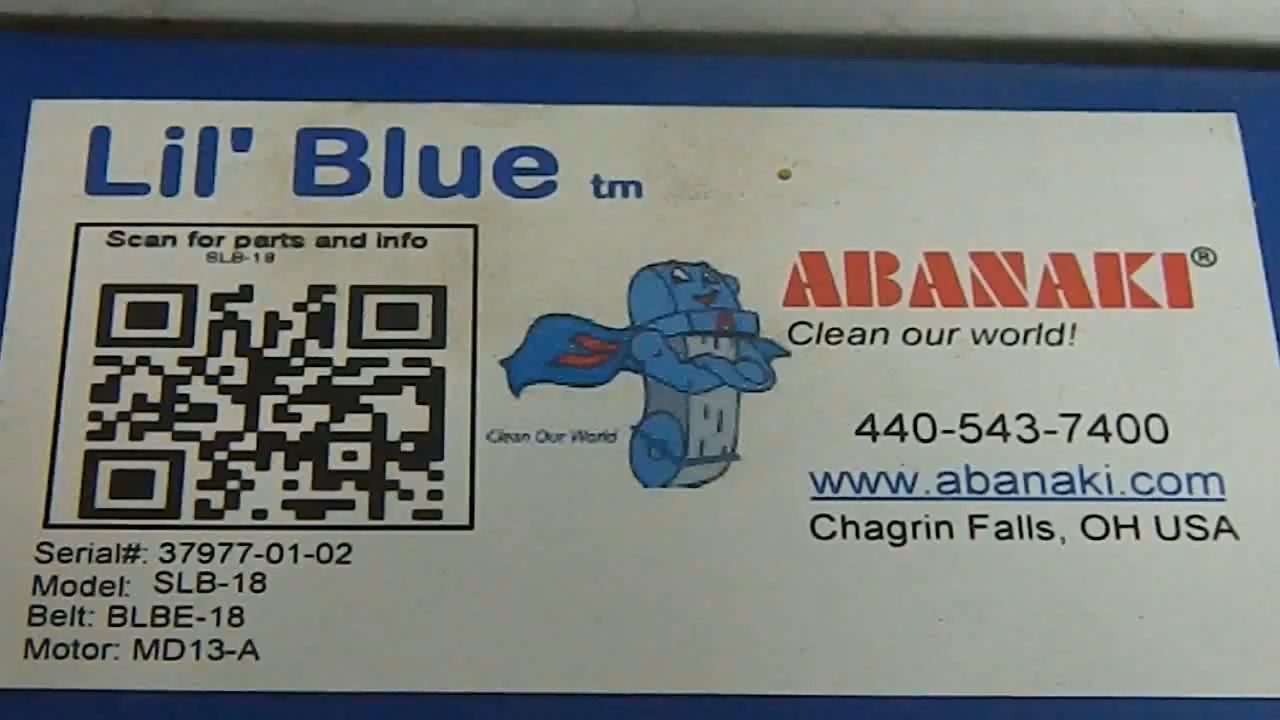 Lil' Blue tm
Scan for parts and info
SLB-18
Serial#: 37977-01-02
Model: SLB-18
Belt: BLBE-18
Motor: MD13-A
Clean Our World
ABANAKI®
Clean our world!
440-543-7400
www.abanaki.com
Chagrin Falls, OH USA